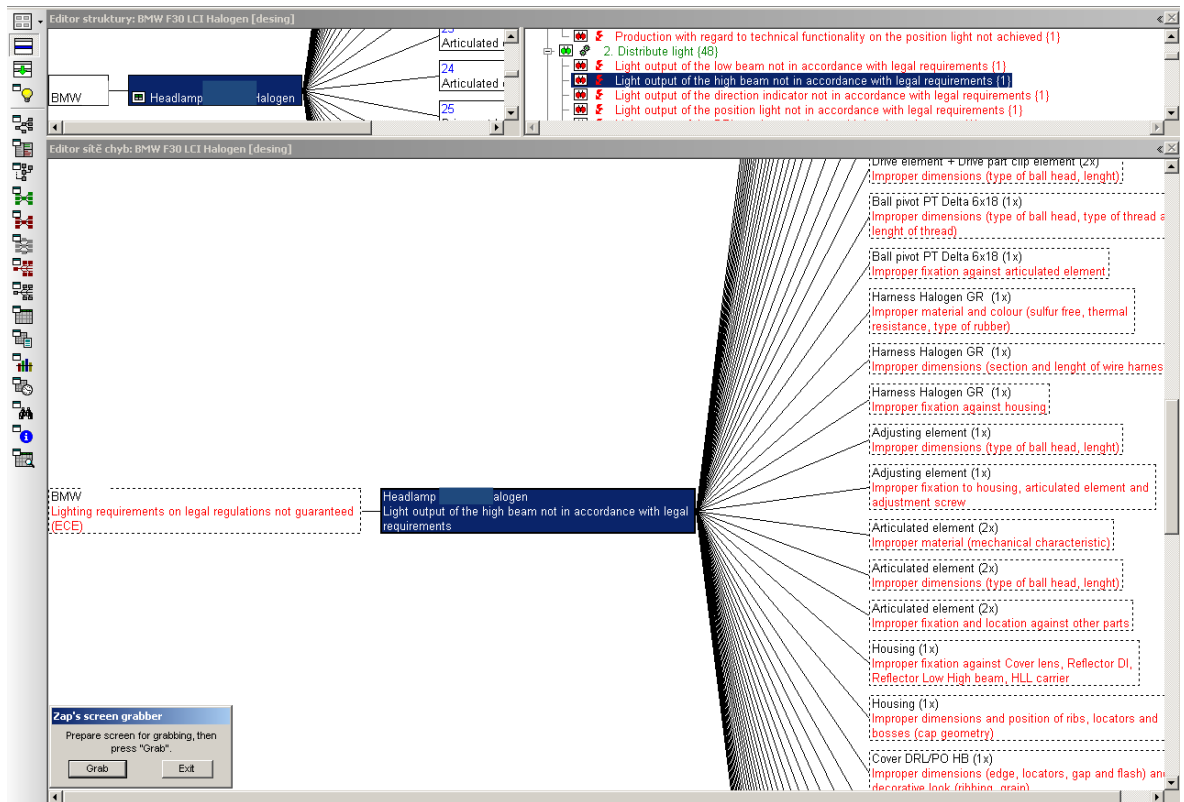 Editor struktury: BMW F30 LCI Halogen [desing]
BMW
Headlamp
Halogen
Articulated
24
Articulated
25
Production with regard to technical functionality on the position light not achieved {1}
2. Distribute light {48}
Light output of the low beam not in accordance with legal requirements {1}
Light output of the high beam not in accordance with legal requirements {1}
Light output of the direction indicator not in accordance with legal requirements {1}
Light output of the position light not in accordance with legal requirements {1}
Editor sítě chyb: BMW F30 LCI Halogen [desing]
BMW
Lighting requirements on legal regulations not guaranteed
(ECE)
Headlamp alogen
Light output of the high beam not in accordance with legal
requirements
Drive element + Drive part clip element (2x)
Improper dimensions (type of ball head, lenght)
Ball pivot PT Delta 6x18 (1x)
Improper dimensions (type of ball head, type of thread a
lenght of thread)
Ball pivot PT Delta 6x18 (1x)
Improper fixation against articulated element
Harness Halogen GR (1x)
Improper material and colour (sulfur free, thermal
resistance, type of rubber)
Harness Halogen GR (1x)
Improper dimensions (section and lenght of wire harnes
Harness Halogen GR (1x)
Improper fixation against housing
Adjusting element (1x)
Improper dimensions (type of ball head, lenght)
Adjusting element (1x)
Improper fixation to housing, articulated element and
adjustment screw
Articulated element (2x)
Improper material (mechanical characteristic)
Articulated element (2x)
Improper dimensions (type of ball head, lenght)
Articulated element (2x)
Improper fixation and location against other parts
Housing (1x)
Improper fixation against Cover lens, Reflector DI,
Reflector Low High beam, HLL carrier
Housing (1x)
Improper dimensions and position of ribs, locators and
bosses (cap geometry)
Cover DRL/PO HB (1x)
Improper dimensions (edge, locators, gap and flash) an
decorative look (ribbing, grain)
Zap's screen grabber
Prepare screen for grabbing, then
press "Grab".
Grab
Exit